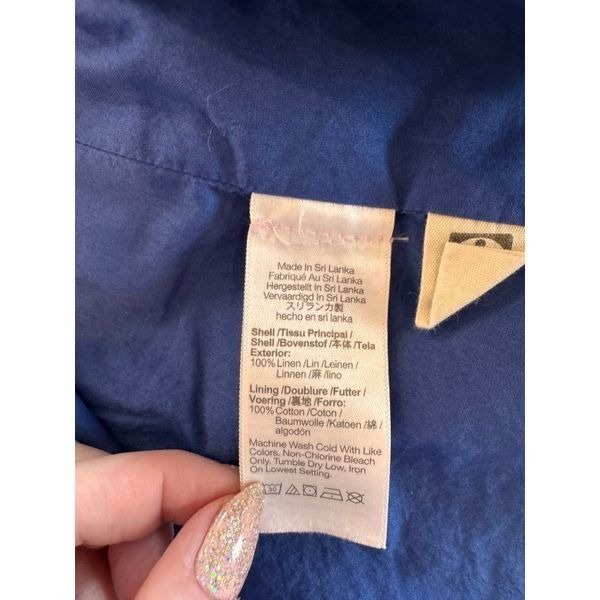 Made In Sri Lanka
Fabriqué Au Sri Lanka
Hergestellt In Sri Lanka
Vervaardigd In Sri Lanka
スリランカ製
hecho en sri lanka
Shell /Tissu Principal /
Shell /Bovenstof /本体 /Tela
Exterior:
100% Linen /Lin /Leinen /
Linnen /麻 /lino
Lining /Doublure /Futter /
Voering /裏地 /Forro:
100% Cotton /Coton /
Baumwolle /Katoen /綿 /
algodón
Machine Wash Cold With Like
Colors. Non-Chlorine Bleach
Only. Tumble Dry Low. Iron
On Lowest Setting.
30